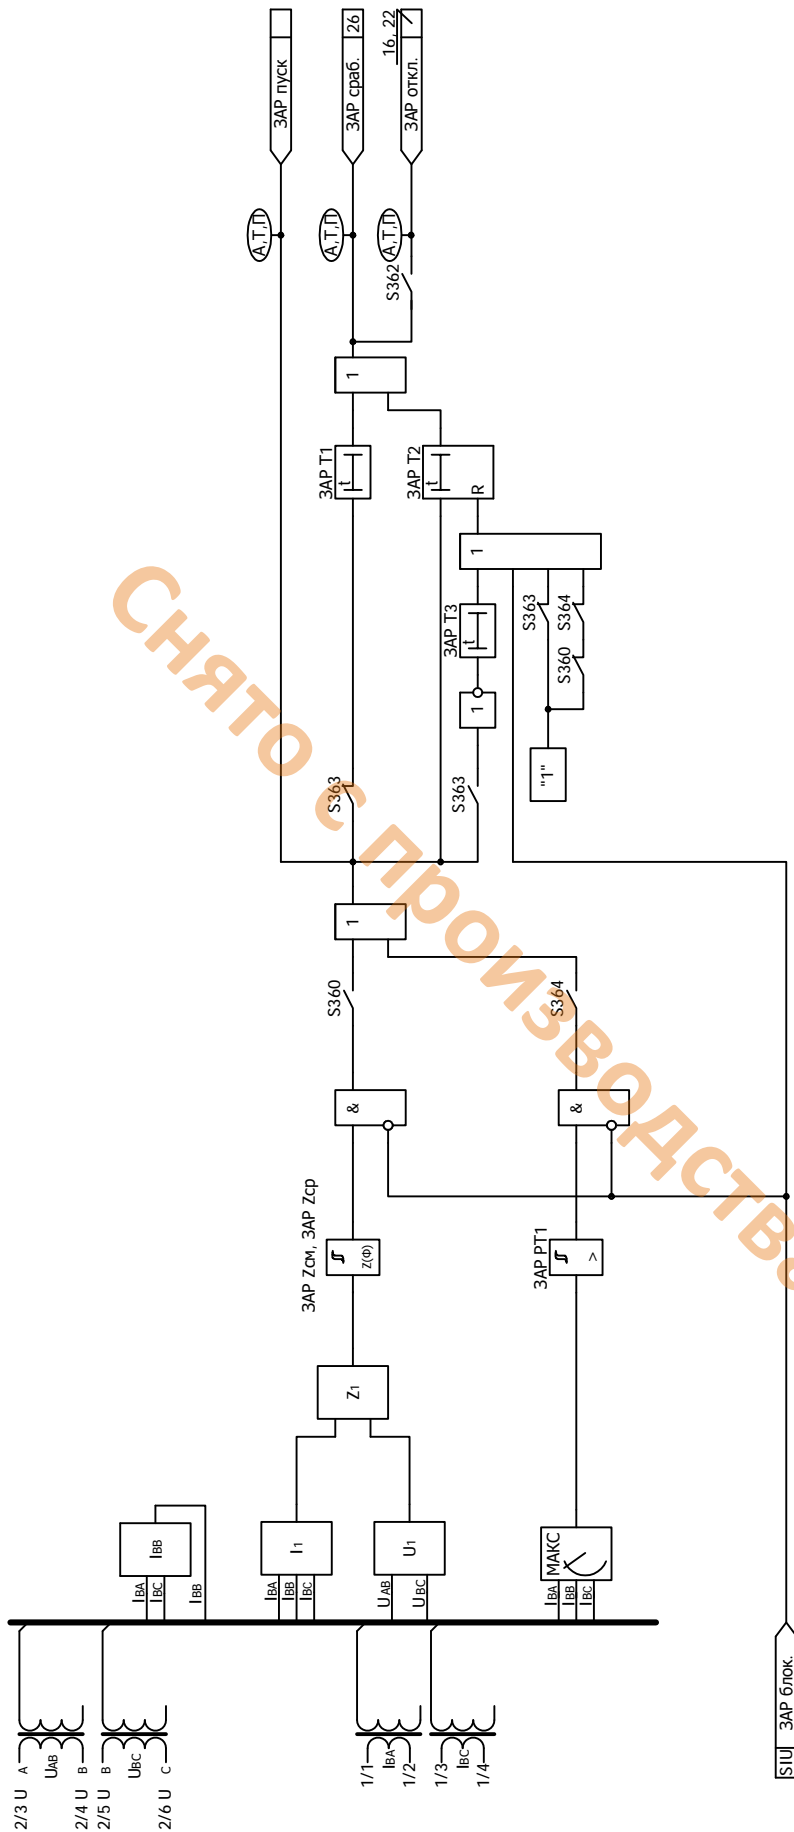 ЗАР пуск
ЗАР сраб. 26
ЗАР откл.
16, 22
А,Т,П
А,Т,П
А,Т,П
S362
1
ЗАР Т1
t
ЗАР Т2
t
R
1
ЗАР Т3
t
S363
S364
S360
1
"1"
S363
S363
1
S360
S364
&
&
ЗАР Zсм, ЗАР Zср
Z(Ф)
ЗАР РТ1
>
Z1
IВВ
I1
U1
МАКС
IВА
IВС
IВВ
IВА
IВВ
IВС
UАВ
UВС
IВА
IВВ
IВС
2/3 U А
UАВ
2/4 U В
2/5 U В
UВС
2/6 U С
1/1
IВА
1/2
1/3
IВС
1/4
SIU ЗАР блок.
Снято с производства